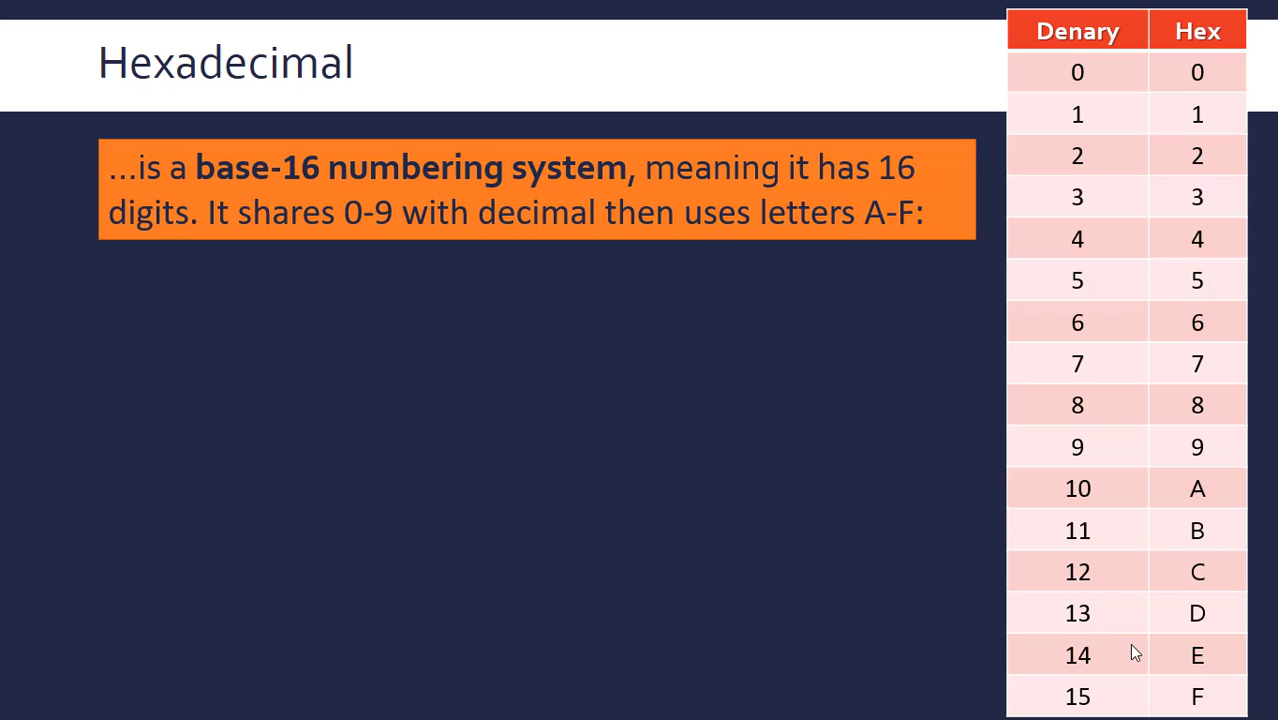 Hexadecimal
...is a base-16 numbering system, meaning it has 16
digits. It shares 0-9 with decimal then uses letters A-F:
Denary Hex
0 0
1 1
2 2
3 3
4 4
5 5
6 6
7 7
8 8
9 9
10 A
11 B
12 C
13 D
14 E
15 F